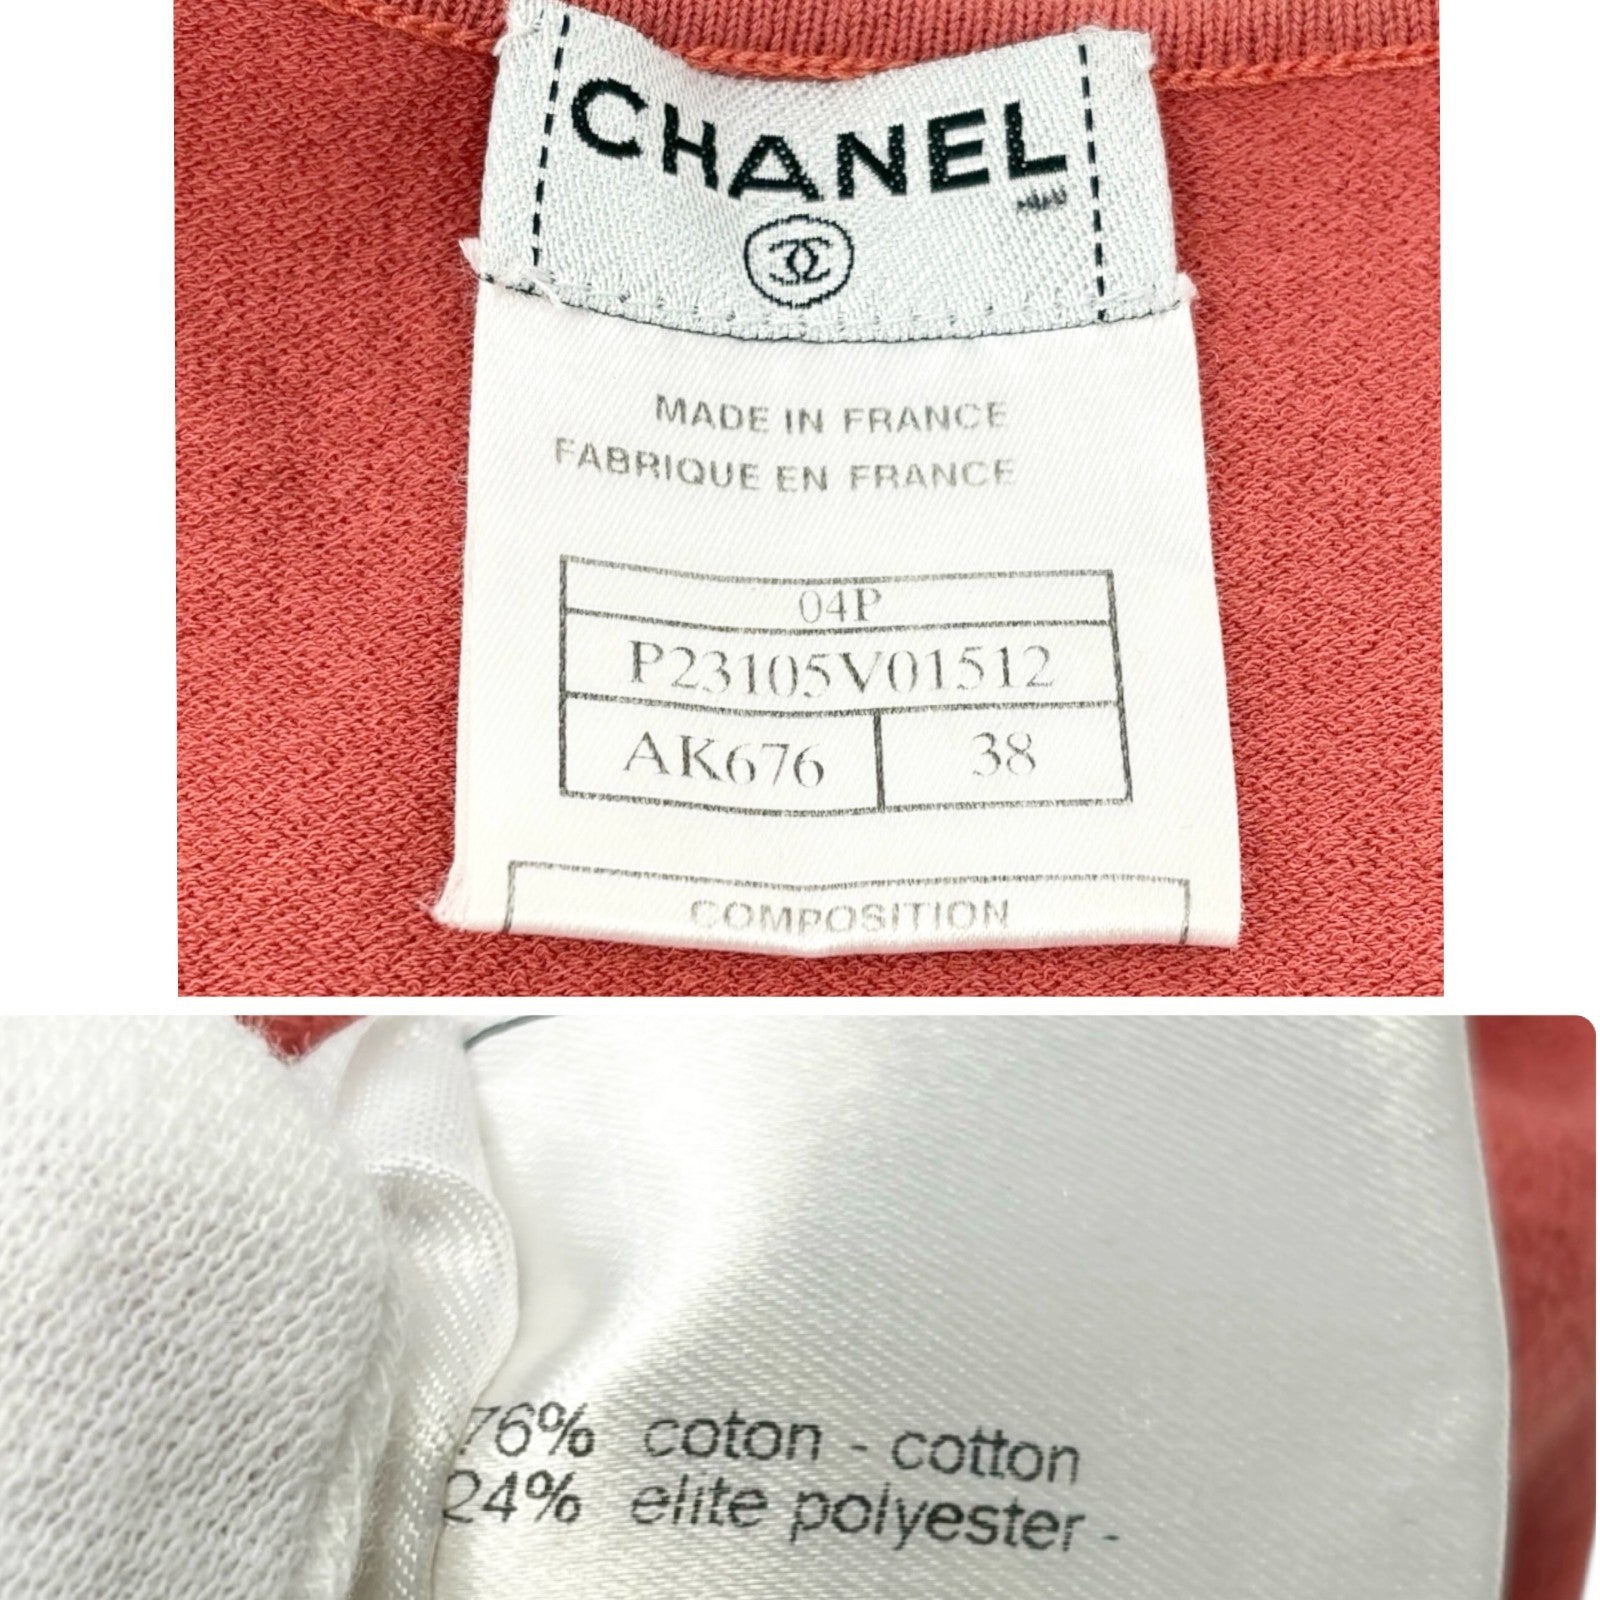 CHANEL
MADE IN FRANCE
FABRIQUE EN FRANCE
04P
P23105V01512
AK676 38
COMPOSITION
76% coton - cotton
24% elite polyester -